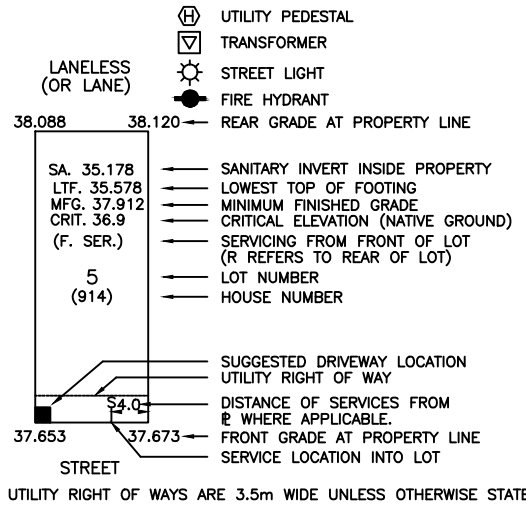 H UTILITY PEDESTAL
TRANSFORMER
LANELESS
(OR LANE)
STREET LIGHT
FIRE HYDRANT
38.088 38.120 REAR GRADE AT PROPERTY LINE
SA. 35.178 SANITARY INVERT INSIDE PROPERTY
LTF. 35.578 LOWEST TOP OF FOOTING
MFG. 37.912 MINIMUM FINISHED GRADE
CRIT. 36.9 CRITICAL ELEVATION (NATIVE GROUND)
(F. SER.) SERVICING FROM FRONT OF LOT
(R REFERS TO REAR OF LOT)
5 LOT NUMBER
(914) HOUSE NUMBER
SUGGESTED DRIVEWAY LOCATION
UTILITY RIGHT OF WAY
S 4.0 DISTANCE OF SERVICES FROM
℄ WHERE APPLICABLE.
37.653 37.673 FRONT GRADE AT PROPERTY LINE
SERVICE LOCATION INTO LOT
STREET
UTILITY RIGHT OF WAYS ARE 3.5m WIDE UNLESS OTHERWISE STATE